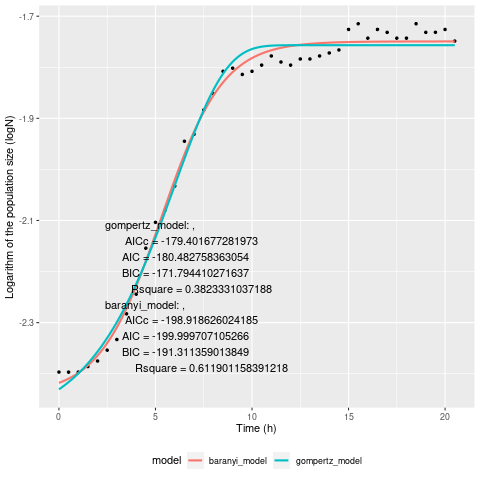 -1.7
-1.9
-2.1
-2.3
Logarithm of the population size (logN)
gompertz_model: ,
AICc = -179.401677281973
AIC = -180.482758363054
BIC = -171.794410271637
Rsquare = 0.3823331037188
baranyi_model: ,
AICc = -198.918626024185
AIC = -199.999707105266
BIC = -191.311359013849
Rsquare = 0.611901158391218
0 5 10 15 20
Time (h)
model baranyi_model gompertz_model